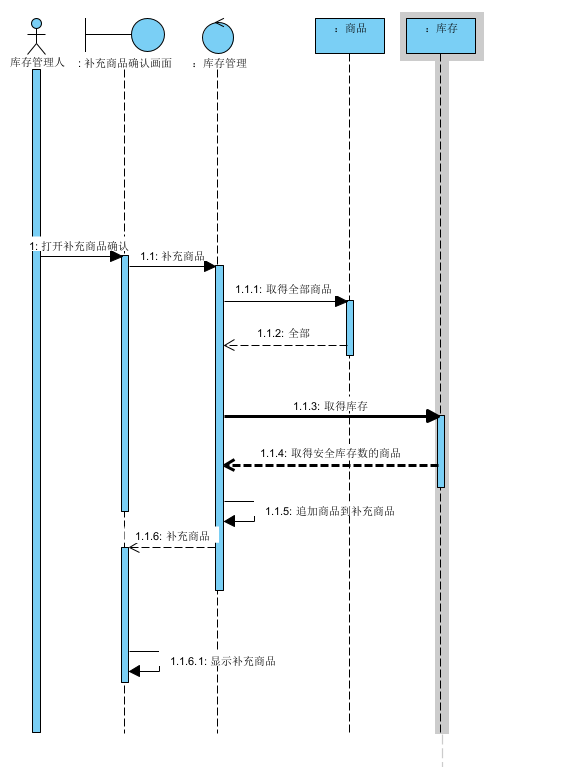 ： 商品
： 库存
库存管理人
: 补充商品确认画面
： 库存管理
1: 打开补充商品确认
1.1: 补充商品
1.1.1: 取得全部商品
1.1.2: 全部
1.1.3: 取得库存
1.1.4: 取得安全库存数的商品
1.1.5: 追加商品到补充商品
1.1.6: 补充商品
1.1.6.1: 显示补充商品